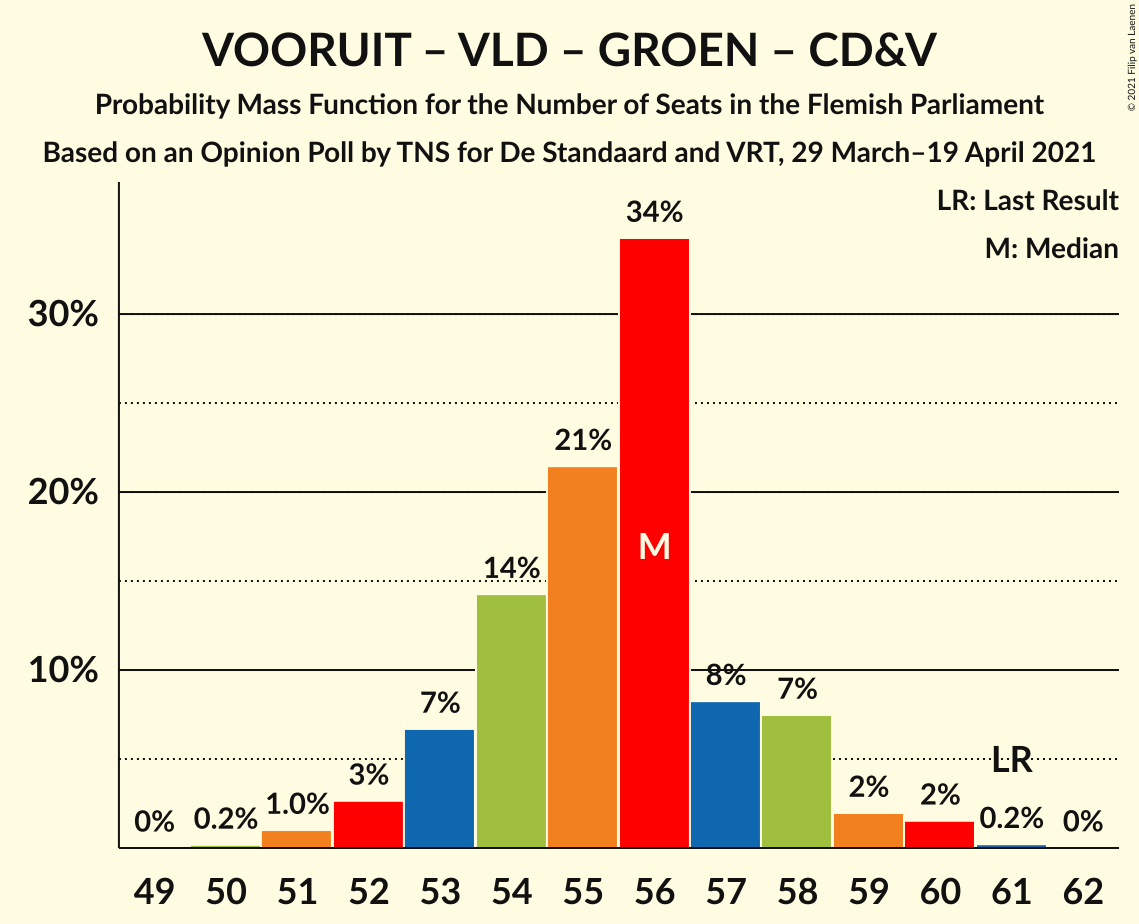 VOORUIT – VLD – GROEN – CD&V
Probability Mass Function for the Number of Seats in the Flemish Parliament
Based on an Opinion Poll by TNS for De Standaard and VRT, 29 March–19 April 2021
© 2021 Filip van Laenen
LR: Last Result
M: Median
34%
30%
21%
20%
M
14%
10%
8%
7%
7%
LR
3%
2%
2%
1.0%
0%
0.2%
0.2%
0%
49 50 51 52 53 54 55 56 57 58 59 60 61 62